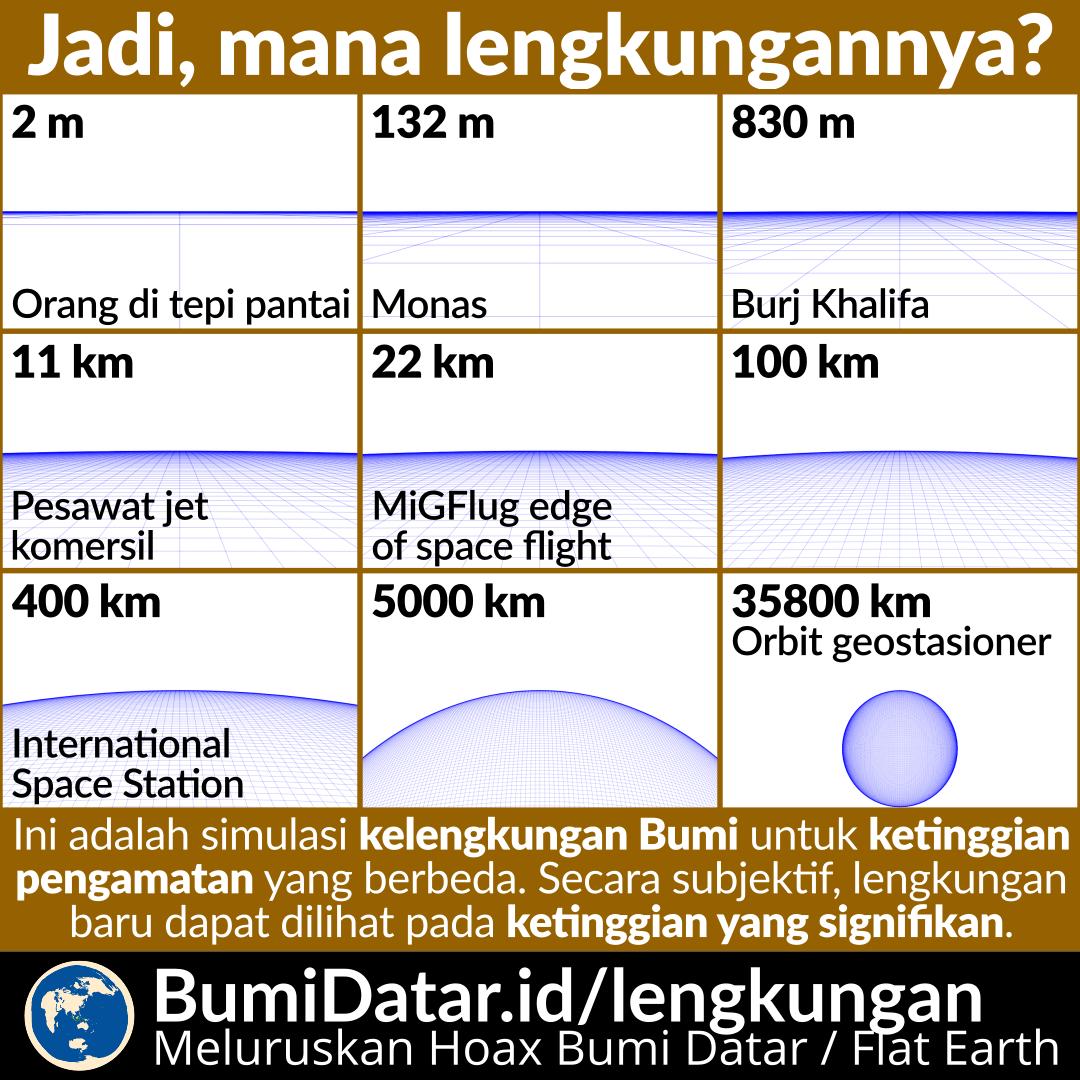 Jadi, mana lengkungannya?
2 m
Orang di tepi pantai
132 m
Monas
830 m
Burj Khalifa
11 km
Pesawat jet
komersil
22 km
MiGFlug edge
of space flight
100 km
400 km
International
Space Station
5000 km
35800 km
Orbit geostasioner
Ini adalah simulasi kelengkungan Bumi untuk ketinggian
pengamatan yang berbeda. Secara subjektif, lengkungan
baru dapat dilihat pada ketinggian yang signifikan.
BumiDatar.id/lengkungan
Meluruskan Hoax Bumi Datar / Flat Earth